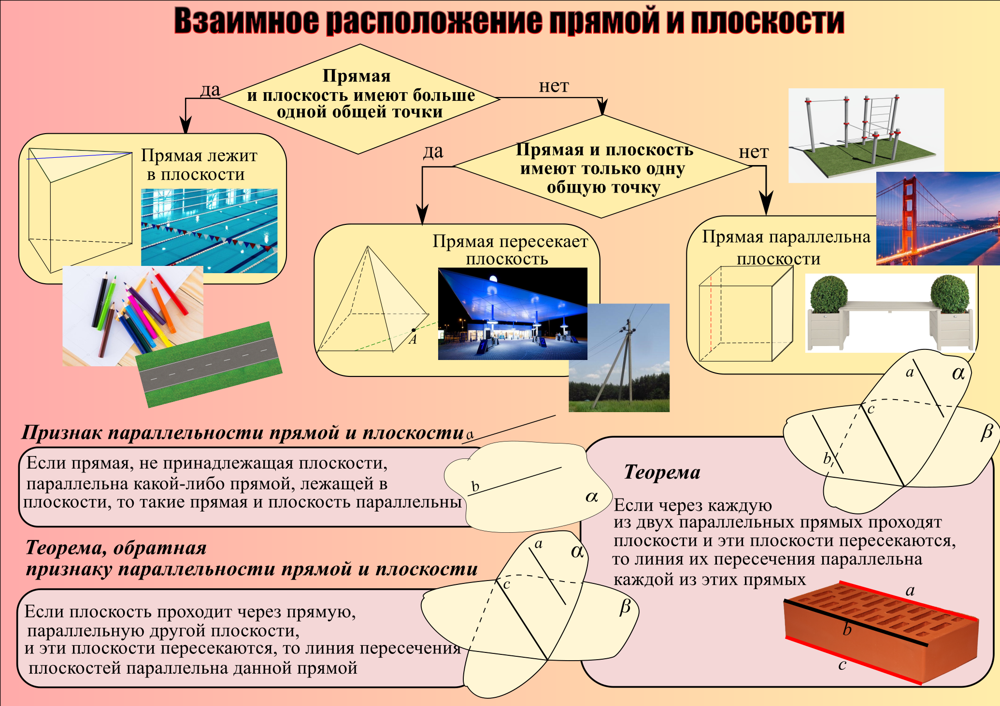 Взаимное расположение прямой и плоскости
Прямая
и плоскость имеют больше
одной общей точки
да
нет
Прямая лежит
в плоскости
Прямая и плоскость
имеют только одну
общую точку
да
нет
Прямая пересекает
плоскость
A
Прямая параллельна
плоскости
Признак параллельности прямой и плоскости
a
Если прямая, не принадлежащая плоскости,
параллельна какой-либо прямой, лежащей в
плоскости, то такие прямая и плоскость параллельны
b
α
Теорема, обратная
признаку параллельности прямой и плоскости
Если плоскость проходит через прямую,
параллельную другой плоскости,
и эти плоскости пересекаются, то линия пересечения
плоскостей параллельна данной прямой
a
α
c
β
a
α
c
β
b
Теорема
Если через каждую
из двух параллельных прямых проходят
плоскости и эти плоскости пересекаются,
то линия их пересечения параллельна
каждой из этих прямых
a
b
c